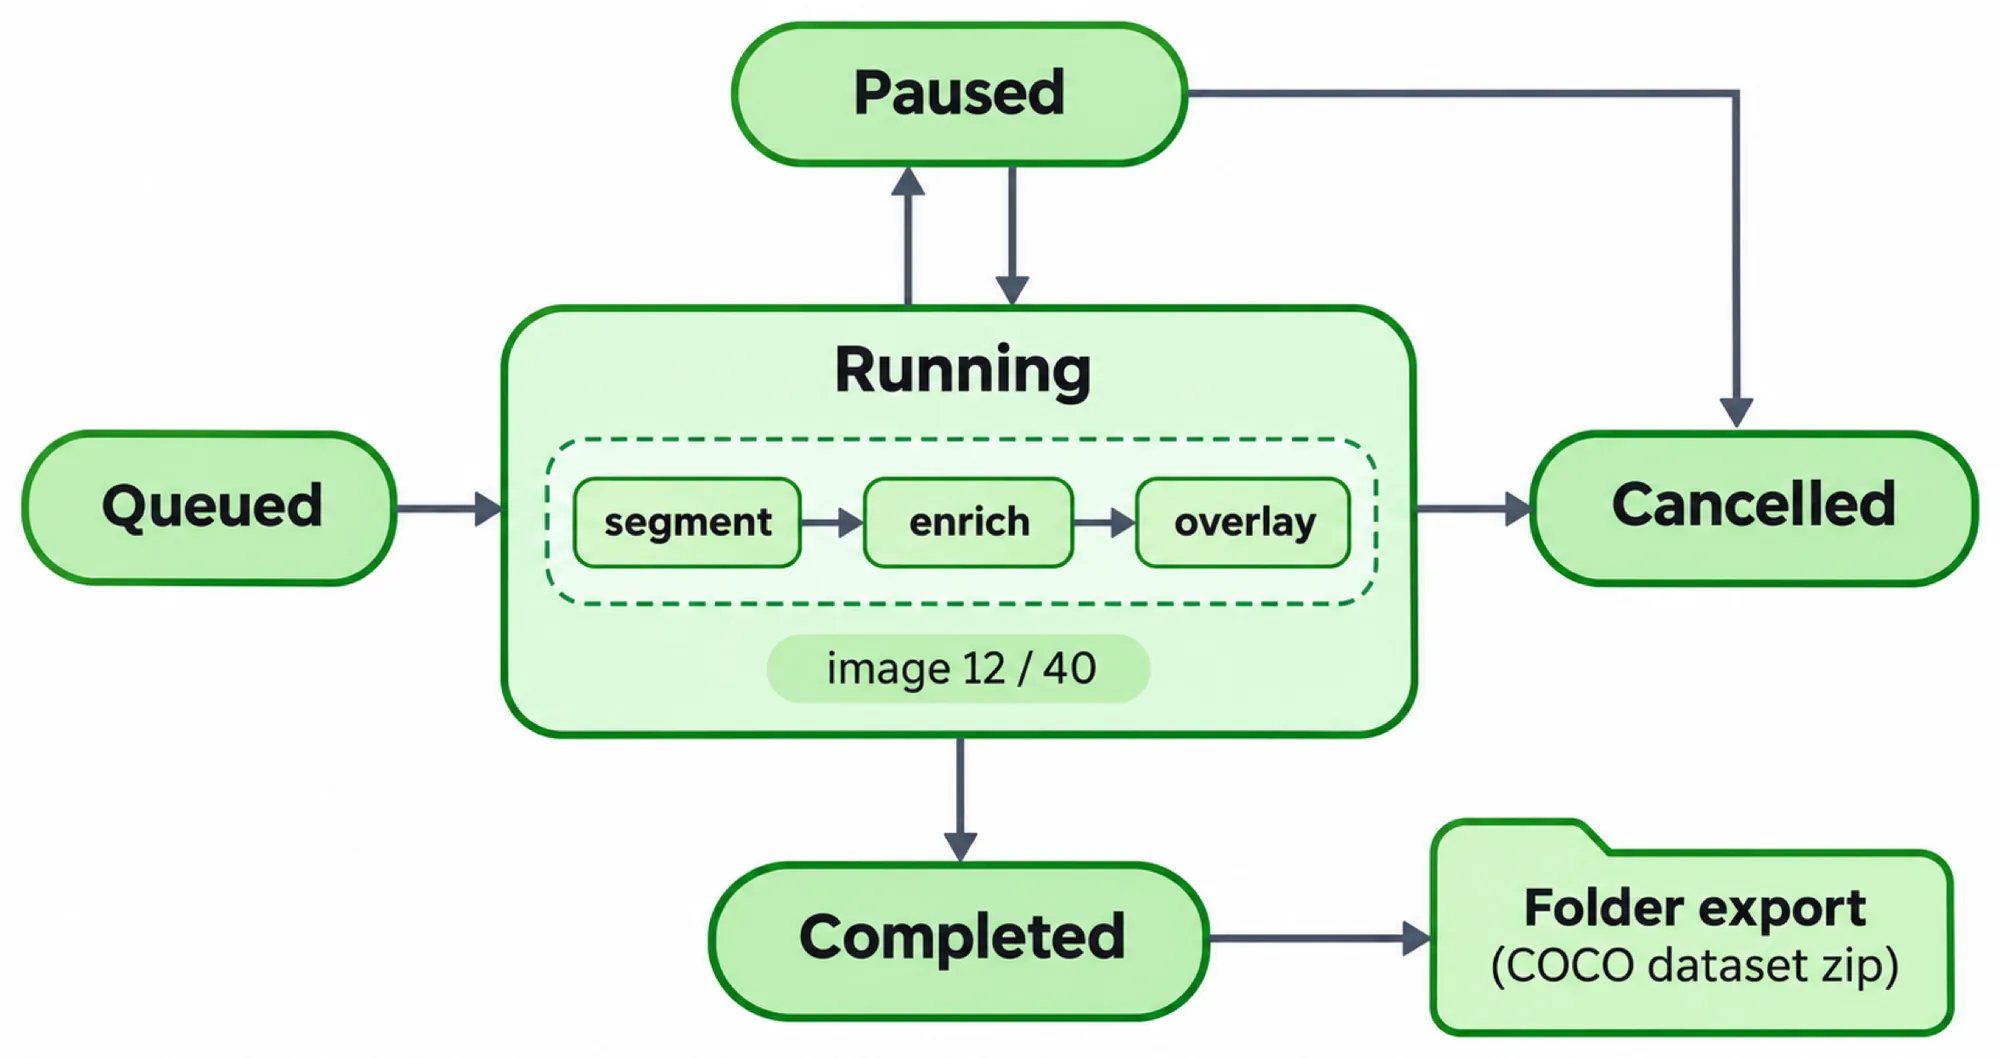 Paused
Running
Queued
segment
enrich
overlay
Cancelled
image 12 / 40
Completed
Folder export
(COCO dataset zip)